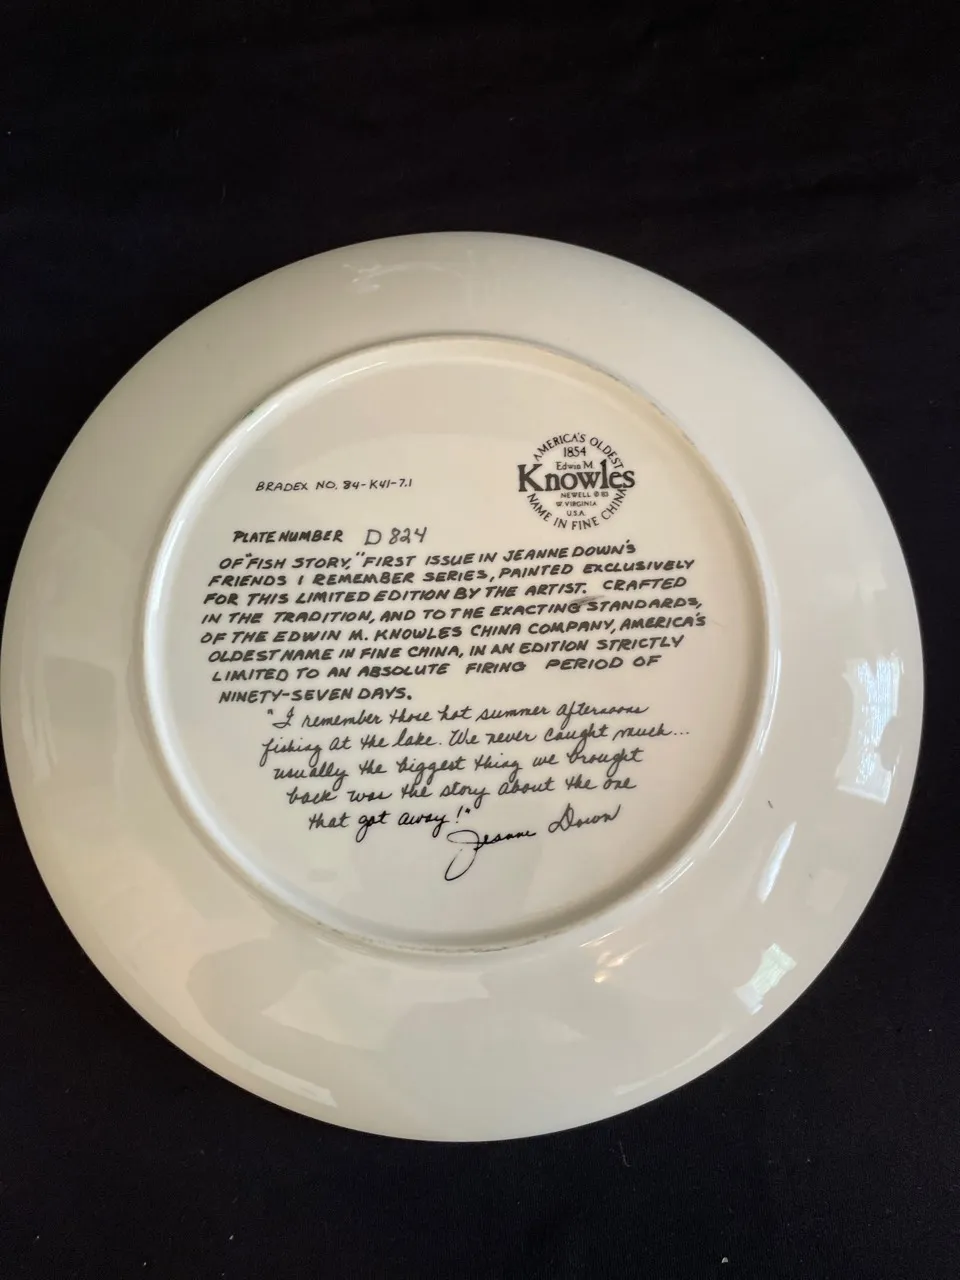 AMERICA'S OLDEST
1854
Edwin M.
Knowles
NEWELL © 83
W. VIRGINIA
U.S.A.
NAME IN FINE CHINA
BRADEX NO. 84-K41-7.1
PLATE NUMBER D 824
OF "FISH STORY," FIRST ISSUE IN JEANNE DOWN'S
FRIENDS I REMEMBER SERIES, PAINTED EXCLUSIVELY
FOR THIS LIMITED EDITION BY THE ARTIST. CRAFTED
IN THE TRADITION, AND TO THE EXACTING STANDARDS,
OF THE EDWIN M. KNOWLES CHINA COMPANY, AMERICA'S
OLDEST NAME IN FINE CHINA, IN AN EDITION STRICTLY
LIMITED TO AN ABSOLUTE FIRING PERIOD OF
NINETY-SEVEN DAYS.
"I remember those hot summer afternoons
fishing at the lake. We never caught much...
usually the biggest thing we brought
back was the story about the one
that got away!"
Jeanne Down